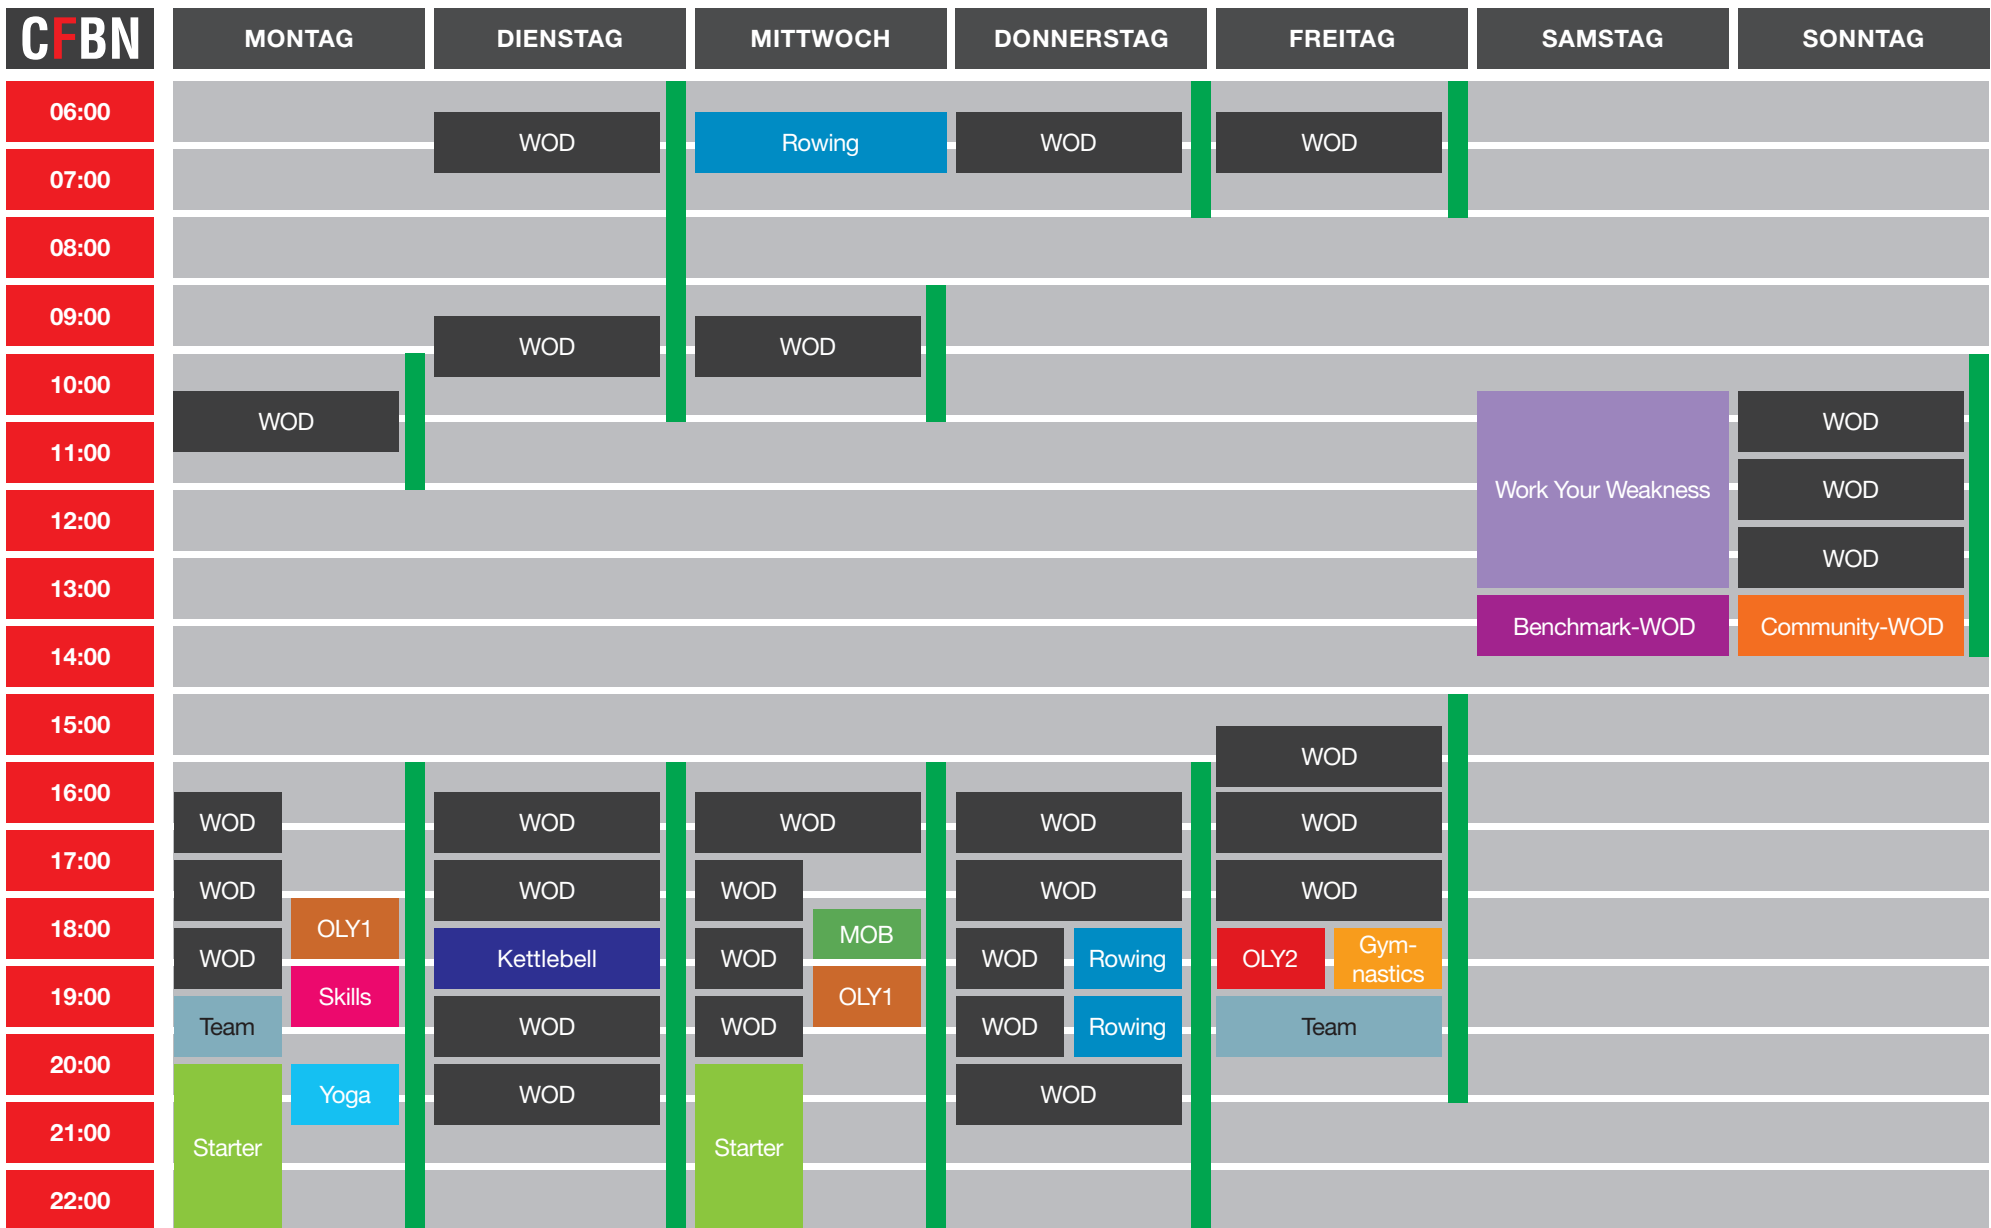 CFBN MONTAG DIENSTAG MITTWOCH DONNERSTAG FREITAG SAMSTAG SONNTAG
06:00
WOD Rowing WOD WOD
07:00
08:00
09:00
WOD WOD
10:00
WOD WOD
11:00
Work Your Weakness WOD
12:00
WOD
13:00
Benchmark-WOD Community-WOD
14:00
15:00
WOD
16:00
WOD WOD WOD WOD WOD
17:00
WOD WOD WOD WOD WOD
18:00
OLY1 MOB
WOD Kettlebell WOD WOD Rowing OLY2 Gym-
nastics
19:00
Skills OLY1
Team WOD WOD WOD Rowing Team
20:00
Yoga WOD WOD
21:00
Starter Starter
22:00